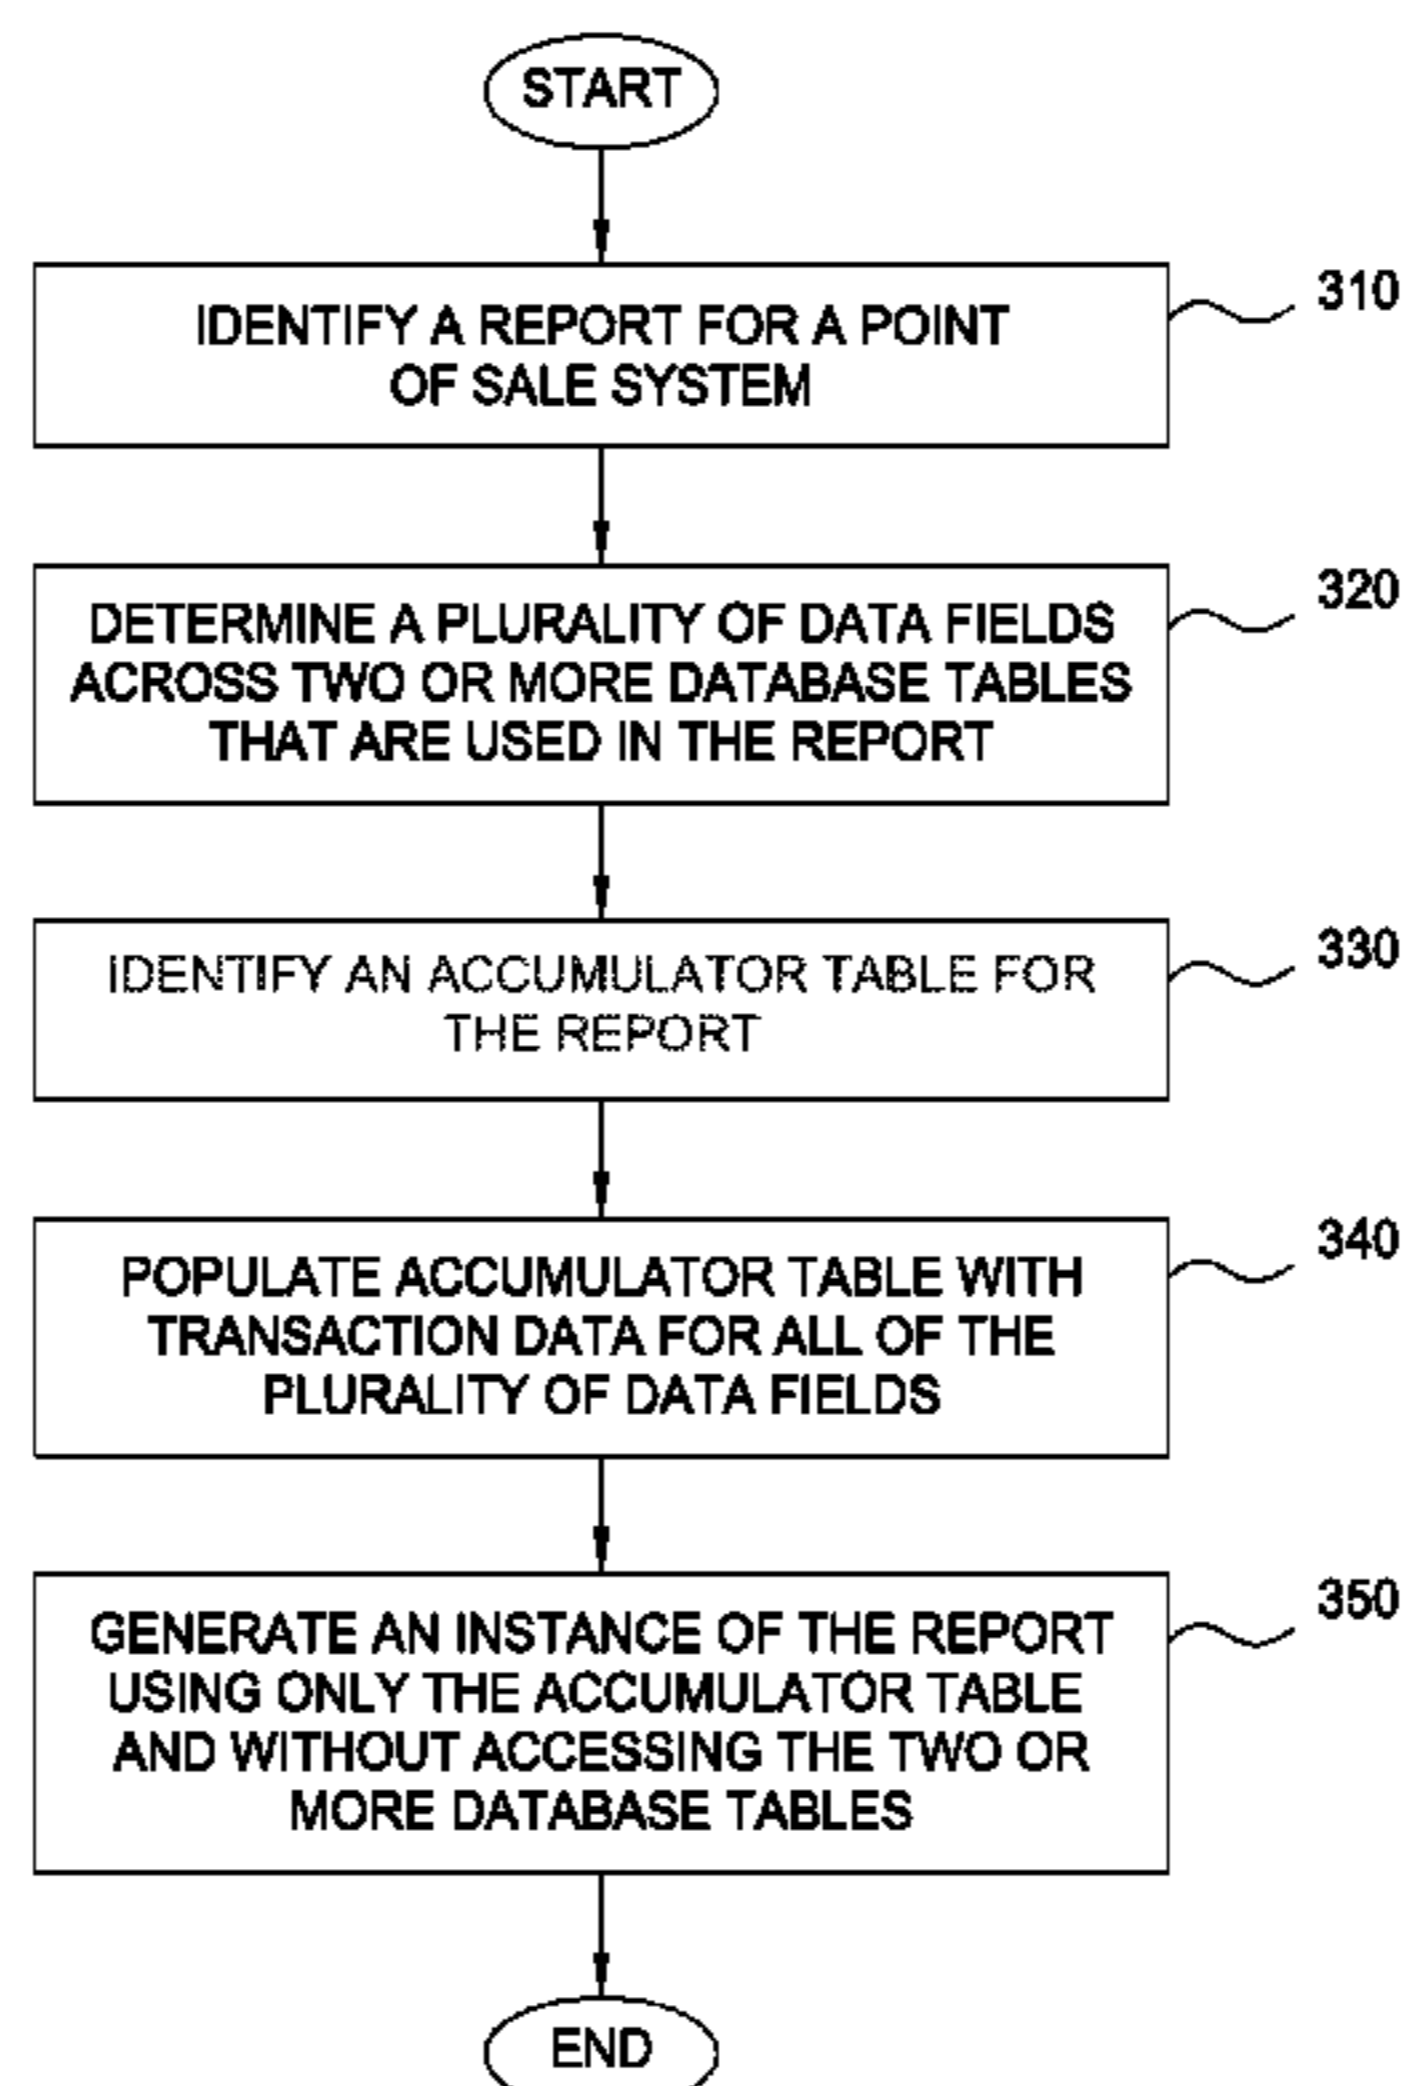 START
IDENTIFY A REPORT FOR A POINT
OF SALE SYSTEM
310
DETERMINE A PLURALITY OF DATA FIELDS
ACROSS TWO OR MORE DATABASE TABLES
THAT ARE USED IN THE REPORT
320
IDENTIFY AN ACCUMULATOR TABLE FOR
THE REPORT
330
POPULATE ACCUMULATOR TABLE WITH
TRANSACTION DATA FOR ALL OF THE
PLURALITY OF DATA FIELDS
340
GENERATE AN INSTANCE OF THE REPORT
USING ONLY THE ACCUMULATOR TABLE
AND WITHOUT ACCESSING THE TWO OR
MORE DATABASE TABLES
350
END